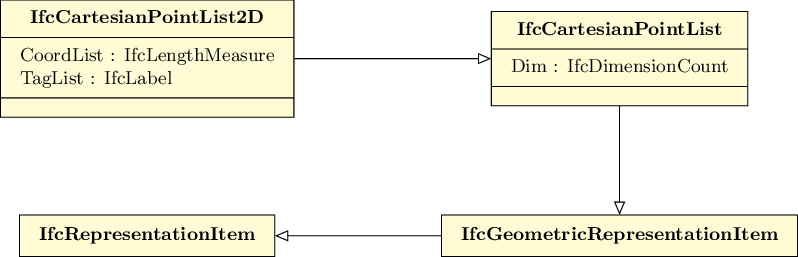 IfcCartesianPointList2D
CoordList : IfcLengthMeasure
TagList : IfcLabel
IfcCartesianPointList
Dim : IfcDimensionCount
IfcRepresentationItem
IfcGeometricRepresentationItem